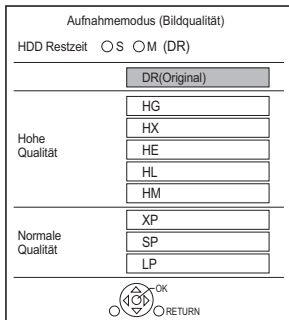 Aufnahmemodus (Bildqualität)
HDD Restzeit ○ S ○ M (DR)
DR(Original)
Hohe
Qualität
HG
HX
HE
HL
HM
Normale
Qualität
XP
SP
LP
OK
RETURN